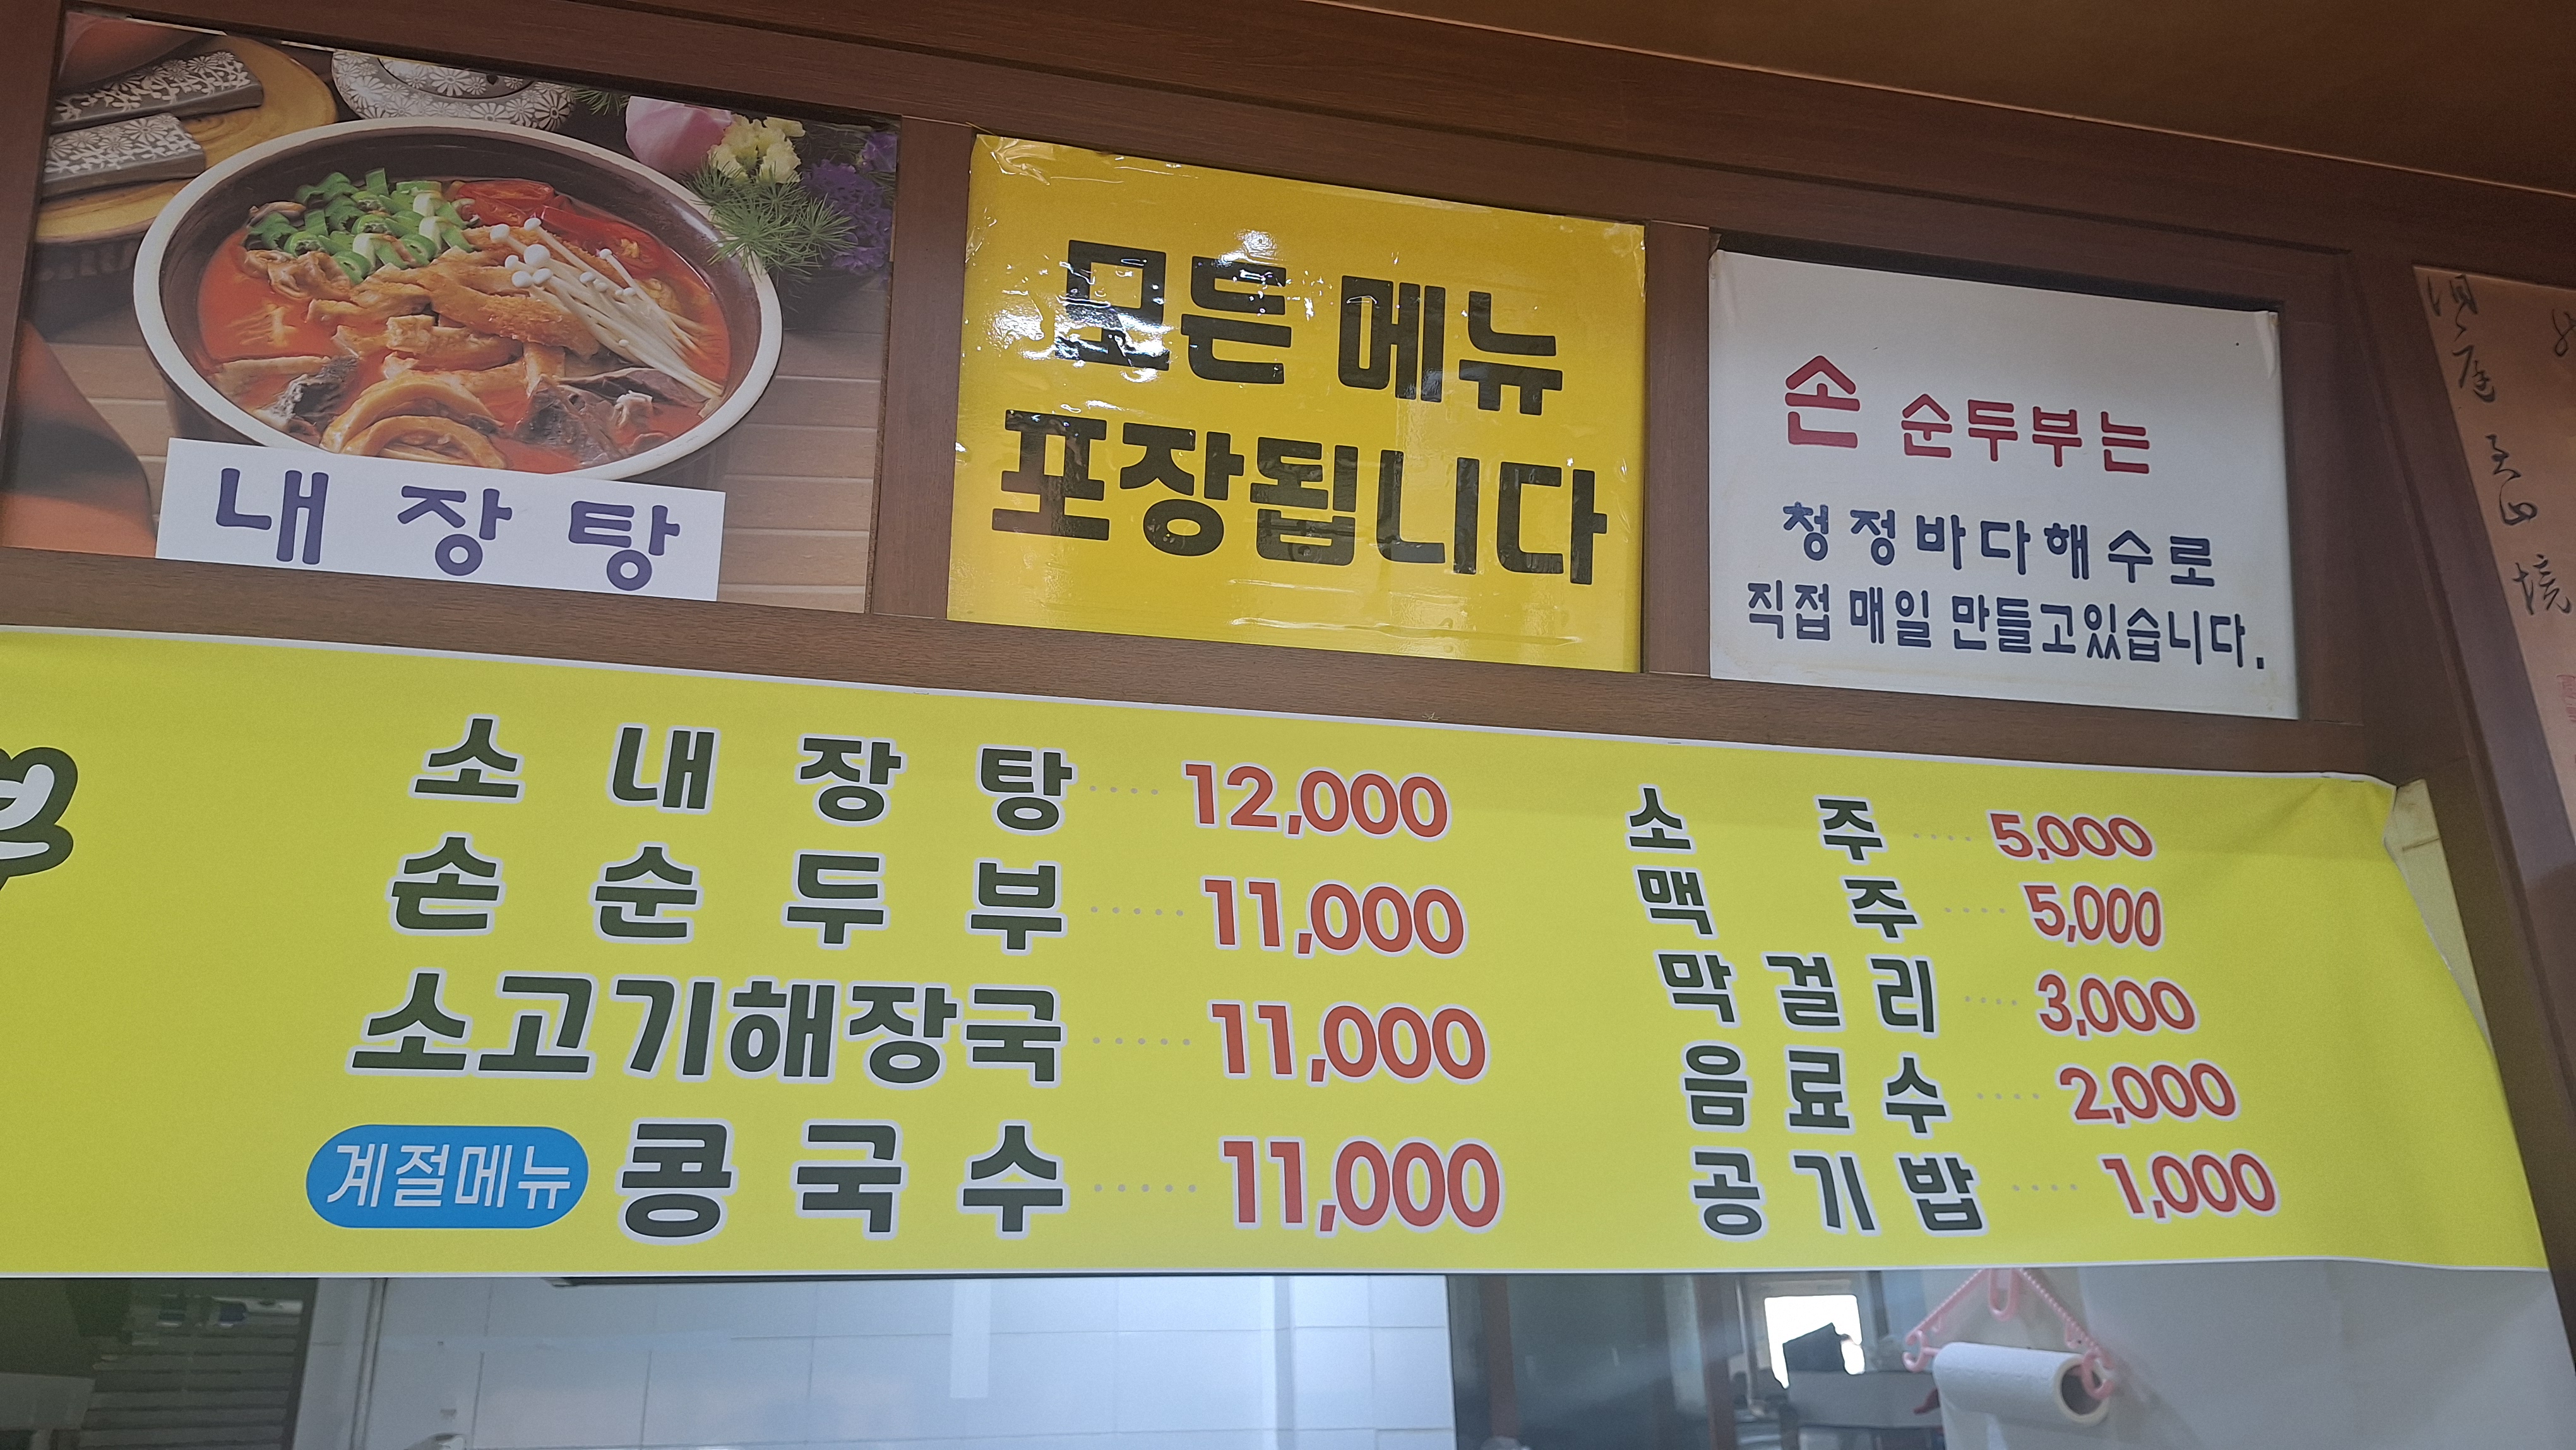 내장탕
모든 메뉴
포장됩니다
손 순두부는
청정바다해수로
직접 매일 만들고있습니다.
소내장탕 ···· 12,000
손순두부 ····· 11,000
소고기해장국 ····· 11,000
계절메뉴 콩국수 ····· 11,000
소주 ···· 5,000
맥주 ···· 5,000
막걸리 ···· 3,000
음료수 ···· 2,000
공기밥 ···· 1,000